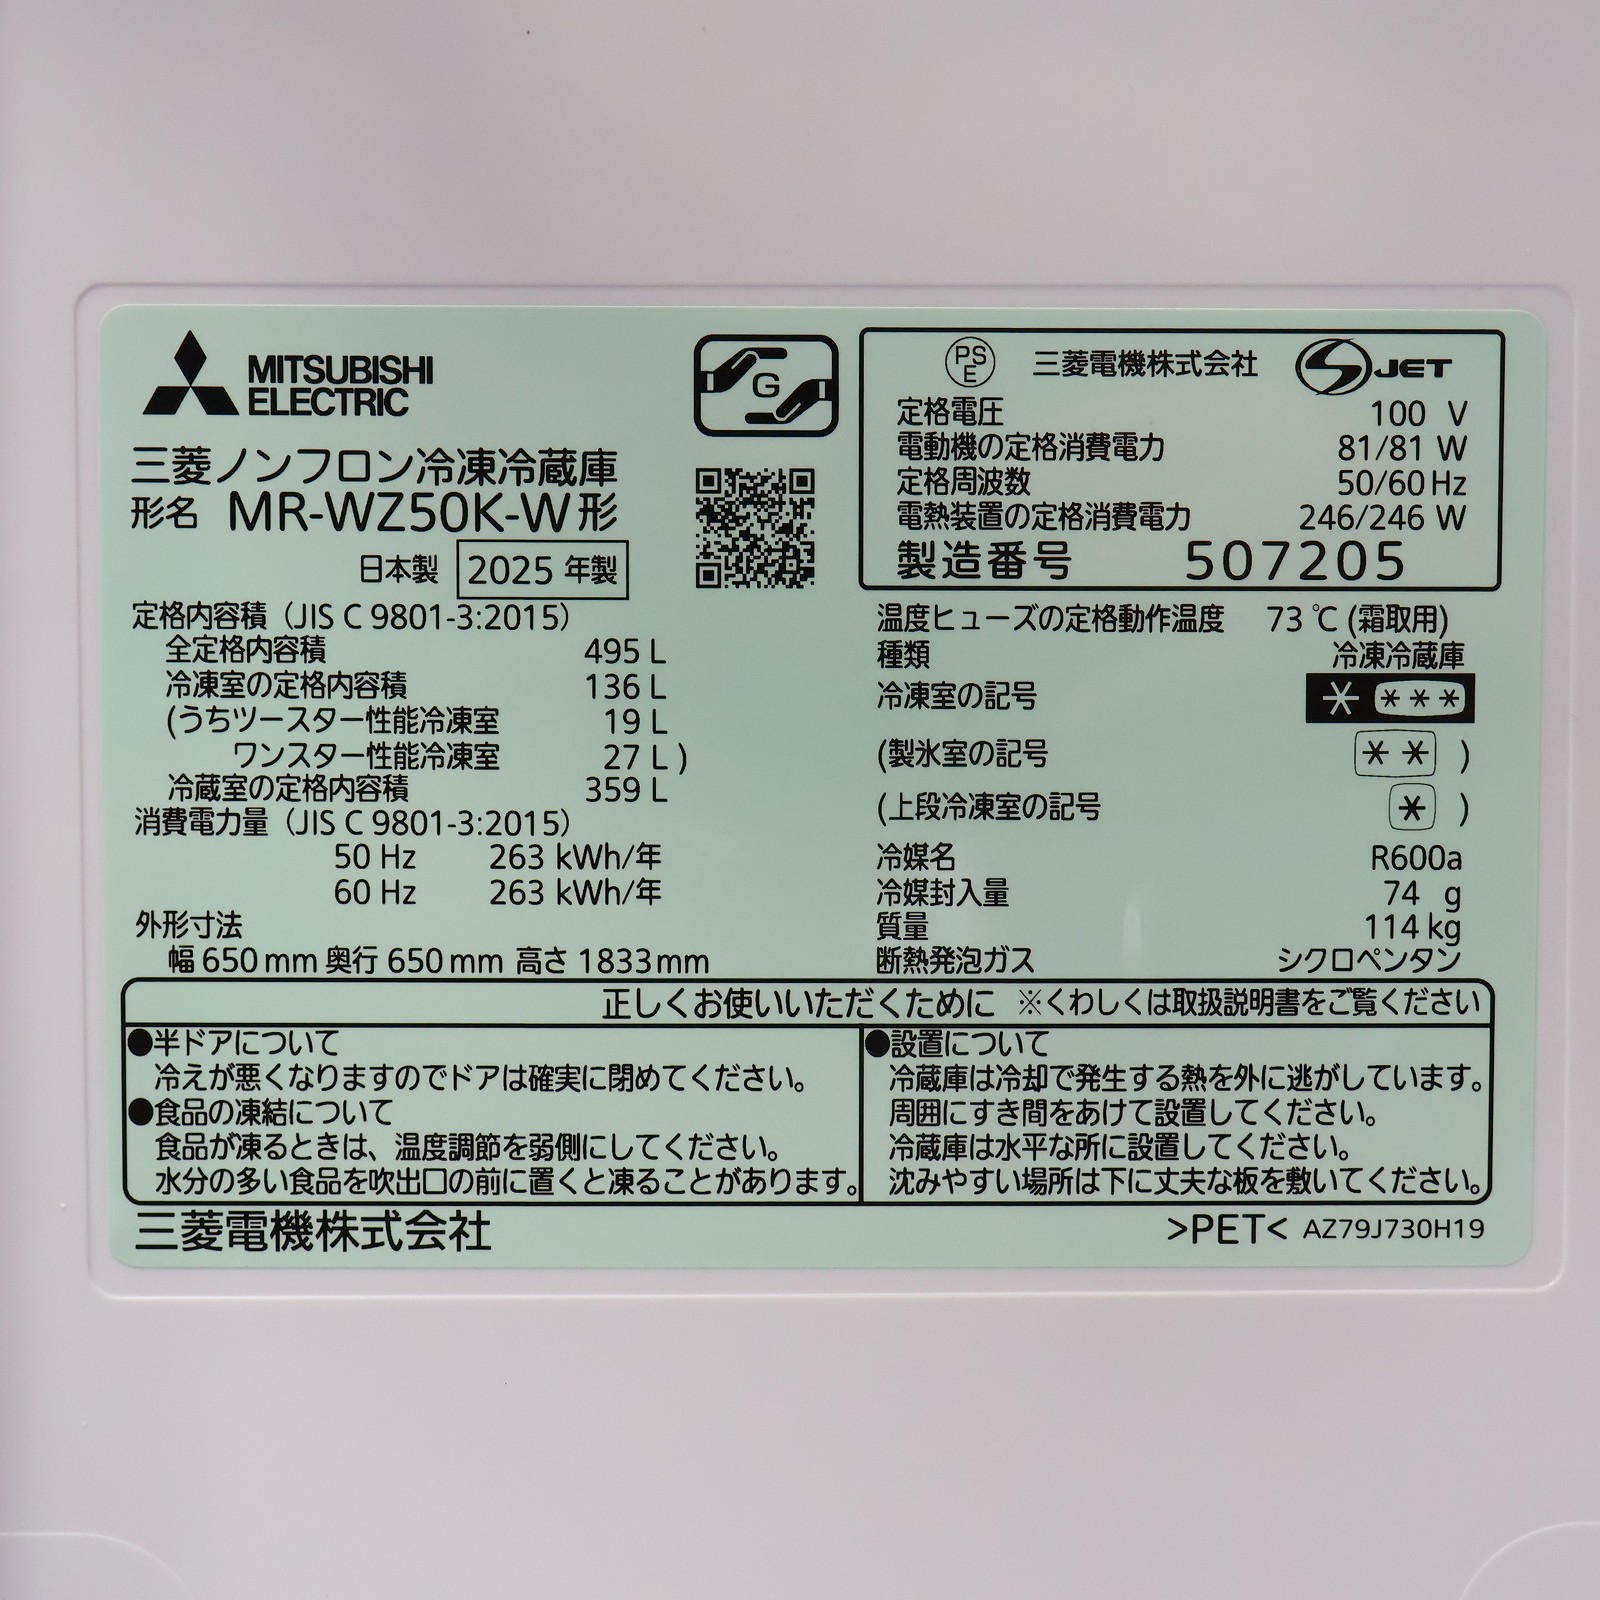 MITSUBISHI
ELECTRIC
G
三菱ノンフロン冷凍冷蔵庫
形名 MR-WZ50K-W形
日本製 2025年製
定格内容積（JIS C 9801-3:2015）
全定格内容積 495 L
冷凍室の定格内容積 136 L
(うちツースター性能冷凍室 19 L
ワンスター性能冷凍室 27 L )
冷蔵室の定格内容積 359 L
消費電力量（JIS C 9801-3:2015）
50 Hz 263 kWh/年
60 Hz 263 kWh/年
外形寸法
幅 650 mm 奥行 650 mm 高さ 1833 mm
PS
E
三菱電機株式会社 JET
定格電圧 100 V
電動機の定格消費電力 81/81 W
定格周波数 50/60 Hz
電熱装置の定格消費電力 246/246 W
製造番号 507205
温度ヒューズの定格動作温度 73 ℃ (霜取用)
種類 冷凍冷蔵庫
冷凍室の記号 * ***
(製氷室の記号 ** )
(上段冷凍室の記号 * )
冷媒名 R600a
冷媒封入量 74 g
質量 114 kg
断熱発泡ガス シクロペンタン
正しくお使いいただくために ※くわしくは取扱説明書をご覧ください
●半ドアについて
冷えが悪くなりますのでドアは確実に閉めてください。
●食品の凍結について
食品が凍るときは、温度調節を弱側にしてください。
水分の多い食品を吹出口の前に置くと凍ることがあります。
●設置について
冷蔵庫は冷却で発生する熱を外に逃がしています。
周囲にすき間をあけて設置してください。
冷蔵庫は水平な所に設置してください。
沈みやすい場所は下に丈夫な板を敷いてください。
三菱電機株式会社
>PET< AZ79J730H19